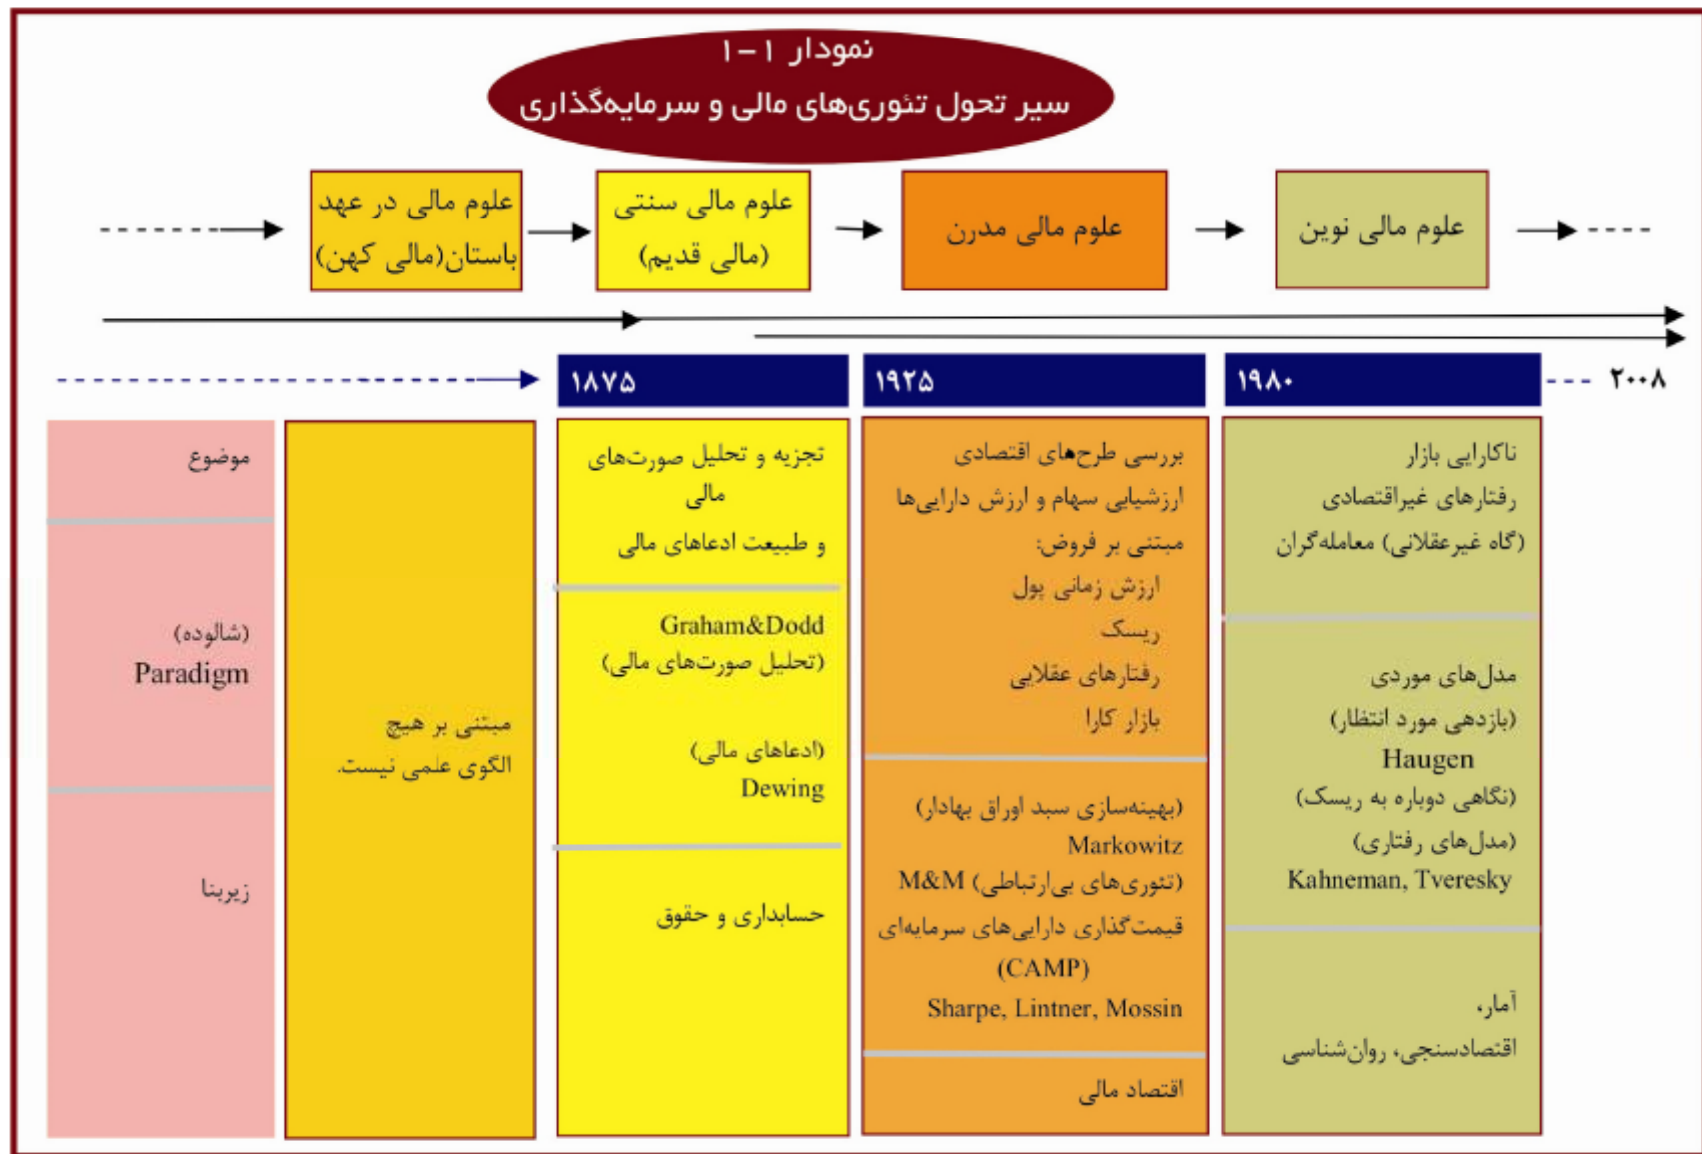 نمودار ۱-۱
سیر تحول تئوری‌های مالی و سرمایه‌گذاری
علوم مالی در عهد
باستان(مالی کهن)
علوم مالی سنتی
(مالی قدیم)
علوم مالی مدرن
علوم مالی نوین
۱۸۷۵
۱۹۲۵
۱۹۸۰
۲۰۰۸
موضوع
(شالوده)
Paradigm
زیربنا
مبتنی بر هیچ
الگوی علمی نیست.
تجزیه و تحلیل صورت‌های
مالی
و طبیعت ادعاهای مالی
Graham&Dodd
(تحلیل صورت‌های مالی)
(ادعاهای مالی)
Dewing
حسابداری و حقوق
بررسی طرح‌های اقتصادی
ارزشیابی سهام و ارزش دارایی‌ها
مبتنی بر فروض:
ارزش زمانی پول
ریسک
رفتارهای عقلایی
بازار کارا
(بهینه‌سازی سبد اوراق بهادار)
Markowitz
(تئوری‌های بی‌ارتباطی) M&M
قیمت‌گذاری دارایی‌های سرمایه‌ای
(CAMP)
Sharpe, Lintner, Mossin
اقتصاد مالی
ناکارایی بازار
رفتارهای غیراقتصادی
(گاه غیرعقلانی) معامله‌گران
مدل‌های موردی
(بازدهی مورد انتظار)
Haugen
(نگاهی دوباره به ریسک)
(مدل‌های رفتاری)
Kahneman, Tveresky
آمار،
اقتصادسنجی، روان‌شناسی